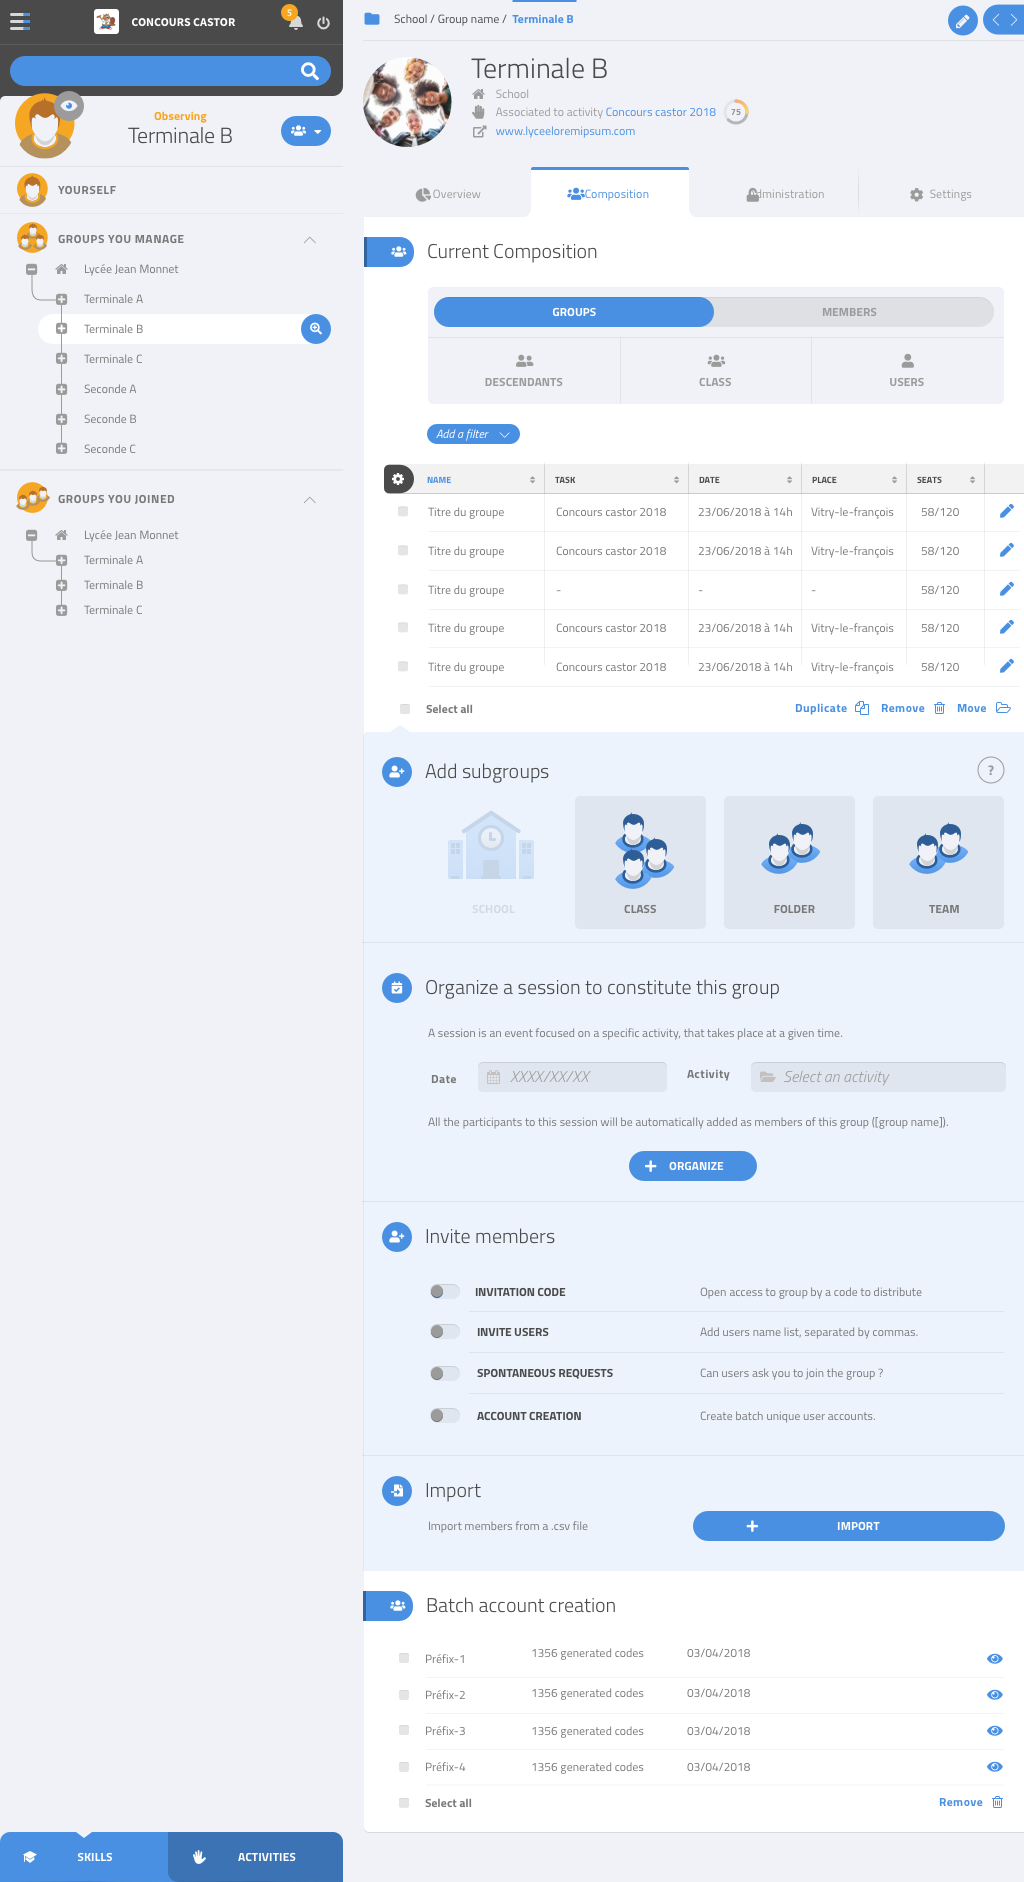 CONCOURS CASTOR
5
Observing
Terminale B
YOURSELF
GROUPS YOU MANAGE
Lycée Jean Monnet
Terminale A
Terminale B
Terminale C
Seconde A
Seconde B
Seconde C
GROUPS YOU JOINED
Lycée Jean Monnet
Terminale A
Terminale B
Terminale C
SKILLS
ACTIVITIES
School / Group name / Terminale B
Terminale B
School
Associated to activity Concours castor 2018
75
www.lyceeloremipsum.com
Overview
Composition
dministration
Settings
Current Composition
GROUPS
MEMBERS
DESCENDANTS
CLASS
USERS
Add a filter
NAME TASK DATE PLACE SEATS
Titre du groupe Concours castor 2018 23/06/2018 à 14h Vitry-le-françois 58/120
Titre du groupe Concours castor 2018 23/06/2018 à 14h Vitry-le-françois 58/120
Titre du groupe - - - 58/120
Titre du groupe Concours castor 2018 23/06/2018 à 14h Vitry-le-françois 58/120
Titre du groupe Concours castor 2018 23/06/2018 à 14h Vitry-le-françois 58/120
Select all Duplicate Remove Move
Add subgroups
?
SCHOOL
CLASS
FOLDER
TEAM
Organize a session to constitute this group
A session is an event focused on a specific activity, that takes place at a given time.
Date XXXX/XX/XX Activity Select an activity
All the participants to this session will be automatically added as members of this group ([group name]).
ORGANIZE
Invite members
INVITATION CODE Open access to group by a code to distribute
INVITE USERS Add users name list, separated by commas.
SPONTANEOUS REQUESTS Can users ask you to join the group ?
ACCOUNT CREATION Create batch unique user accounts.
Import
Import members from a .csv file IMPORT
Batch account creation
Préfix-1 1356 generated codes 03/04/2018
Préfix-2 1356 generated codes 03/04/2018
Préfix-3 1356 generated codes 03/04/2018
Préfix-4 1356 generated codes 03/04/2018
Select all Remove